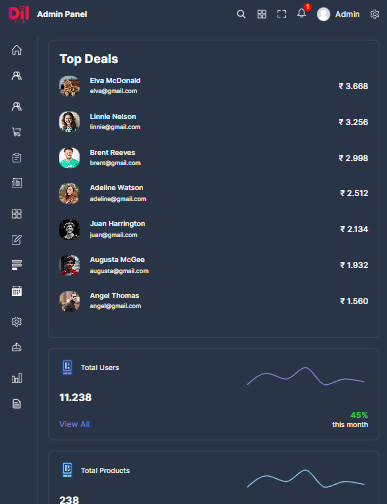 Dil
Admin Panel
1
Admin
Top Deals
Elva McDonald
elva@gmail.com
₹ 3.668
Linnie Nelson
linnie@gmail.com
₹ 3.256
Brent Reeves
brent@gmail.com
₹ 2.998
Adeline Watson
adeline@gmail.com
₹ 2.512
Juan Harrington
juan@gmail.com
₹ 2.134
Augusta McGee
augusta@gmail.com
₹ 1.932
Angel Thomas
angel@gmail.com
₹ 1.560
Total Users
11.238
View All
45%
this month
Total Products
238